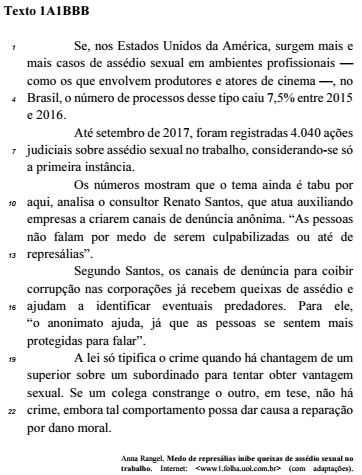 Texto 1A1BBB
1 Se, nos Estados Unidos da América, surgem mais e
mais casos de assédio sexual em ambientes profissionais —
como os que envolvem produtores e atores de cinema —, no
4 Brasil, o número de processos desse tipo caiu 7,5% entre 2015
e 2016.
Até setembro de 2017, foram registradas 4.040 ações
7 judiciais sobre assédio sexual no trabalho, considerando-se só
a primeira instância.
Os números mostram que o tema ainda é tabu por
10 aqui, analisa o consultor Renato Santos, que atua auxiliando
empresas a criarem canais de denúncia anônima. “As pessoas
não falam por medo de serem culpabilizadas ou até de
13 represálias”.
Segundo Santos, os canais de denúncia para coibir
corrupção nas corporações já recebem queixas de assédio e
16 ajudam a identificar eventuais predadores. Para ele,
“o anonimato ajuda, já que as pessoas se sentem mais
protegidas para falar”.
19 A lei só tipifica o crime quando há chantagem de um
superior sobre um subordinado para tentar obter vantagem
sexual. Se um colega constrange o outro, em tese, não há
22 crime, embora tal comportamento possa dar causa a reparação
por dano moral.
Anna Rangel. Medo de represálias inibe queixas de assédio sexual no
trabalho. Internet: <www1.folha.uol.com.br> (com adaptações).